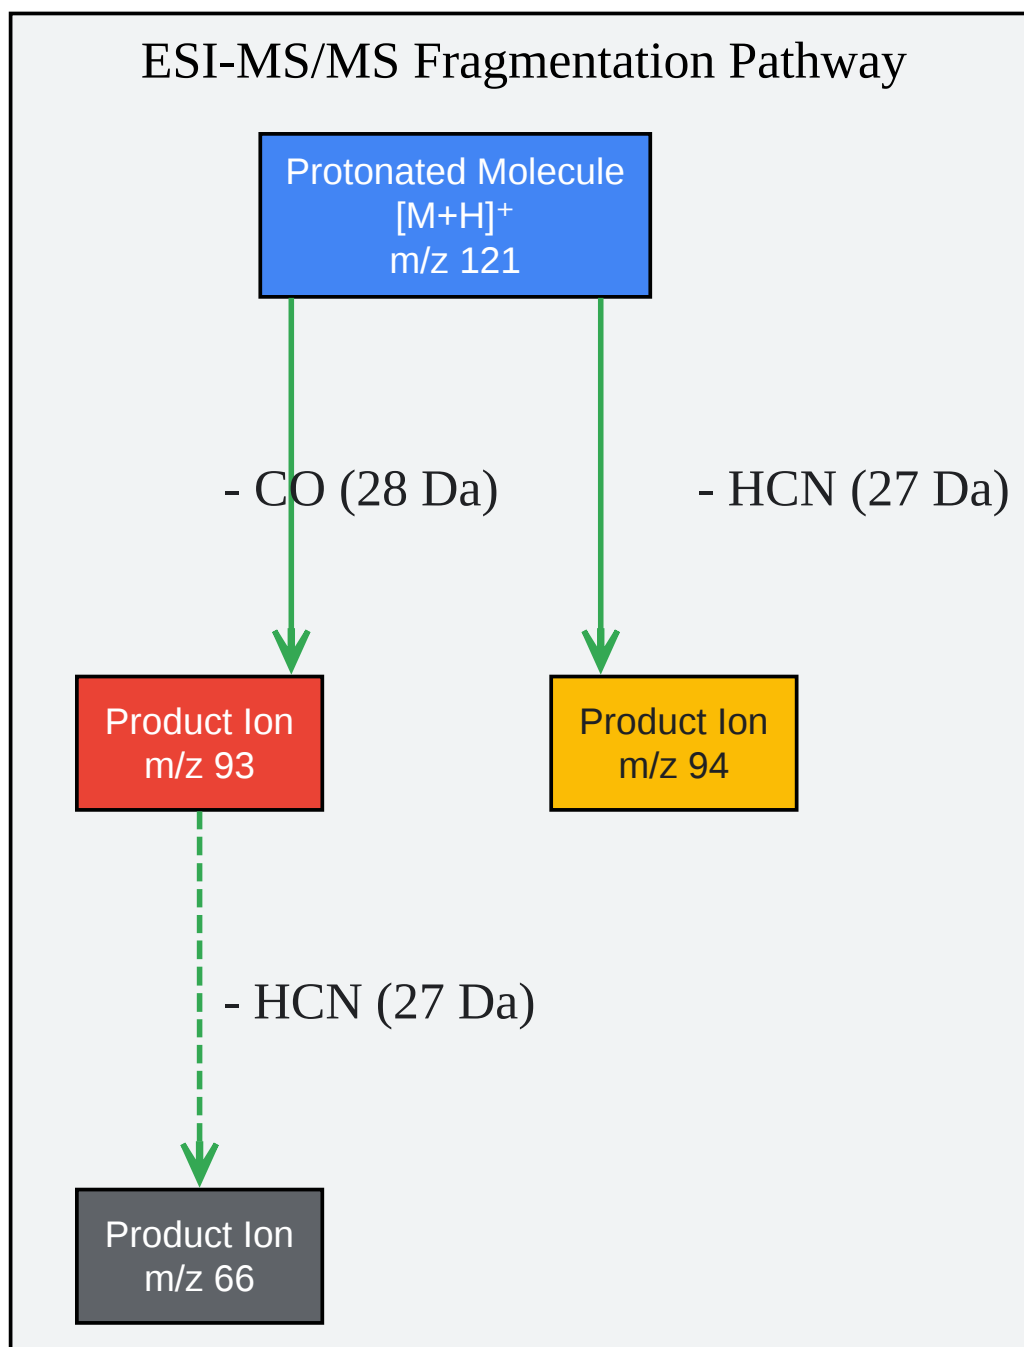 ESI-MS/MS Fragmentation Pathway
Protonated Molecule
[M+H]⁺
m/z 121
- CO (28 Da)
- HCN (27 Da)
Product Ion
m/z 93
Product Ion
m/z 94
- HCN (27 Da)
Product Ion
m/z 66